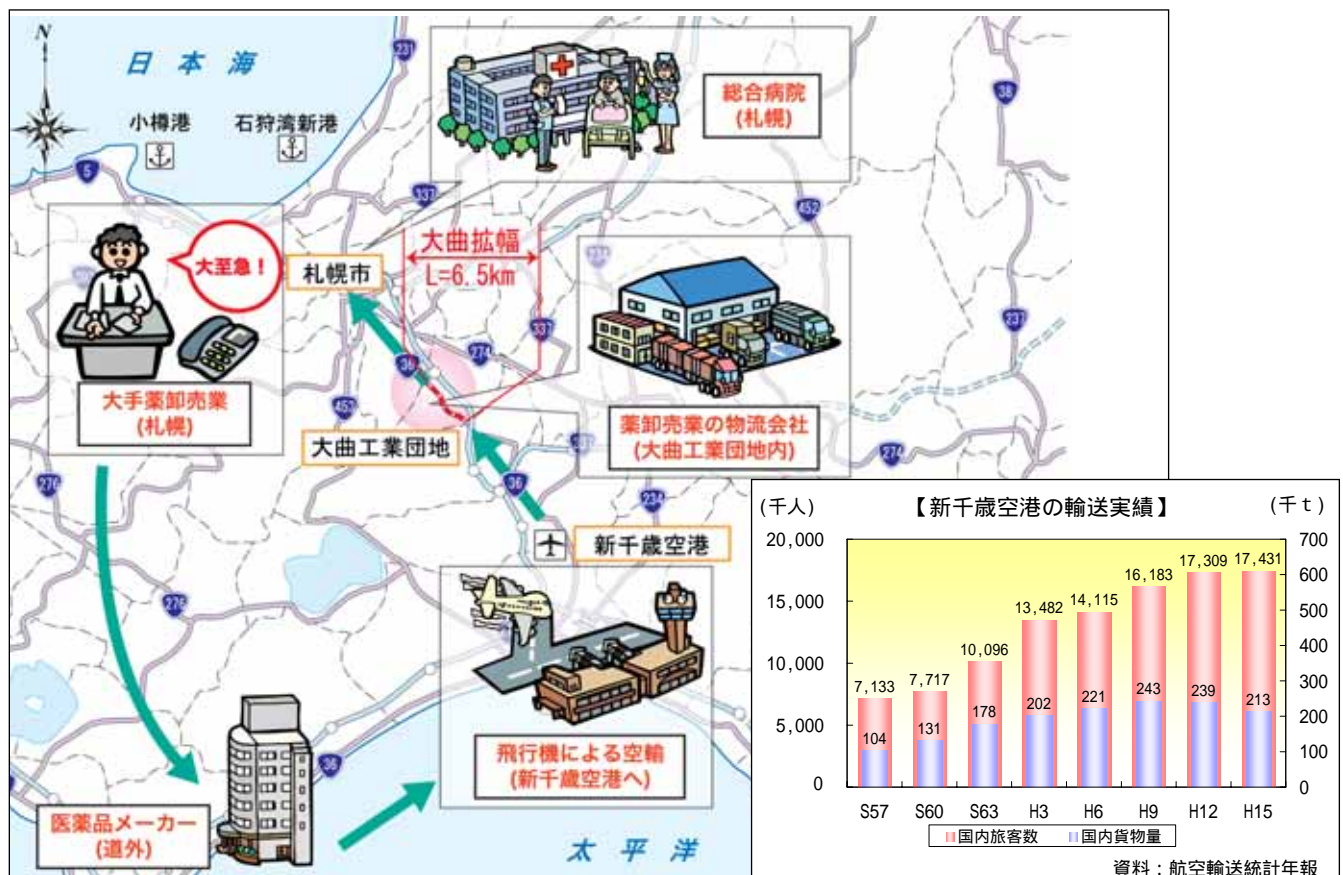 N
日本海
小樽港
石狩湾新港
231
5
337
38
452
総合病院
(札幌)
大至急！
札幌市
大曲拡幅
L=6.5km
234
337
237
274
36
452
大手薬卸売業
(札幌)
大曲工業団地
薬卸売業の物流会社
(大曲工業団地内)
274
276
36
234
新千歳空港
276
飛行機による空輸
(新千歳空港へ)
36
医薬品メーカー
(道外)
太平洋
(千人)
【新千歳空港の輸送実績】
(千ｔ)
20,000
15,000
10,000
5,000
0
700
600
500
400
300
200
100
0
7,133
7,717
10,096
13,482
14,115
16,183
17,309
17,431
104
131
178
202
221
243
239
213
S57
S60
S63
H3
H6
H9
H12
H15
国内旅客数
国内貨物量
資料：航空輸送統計年報